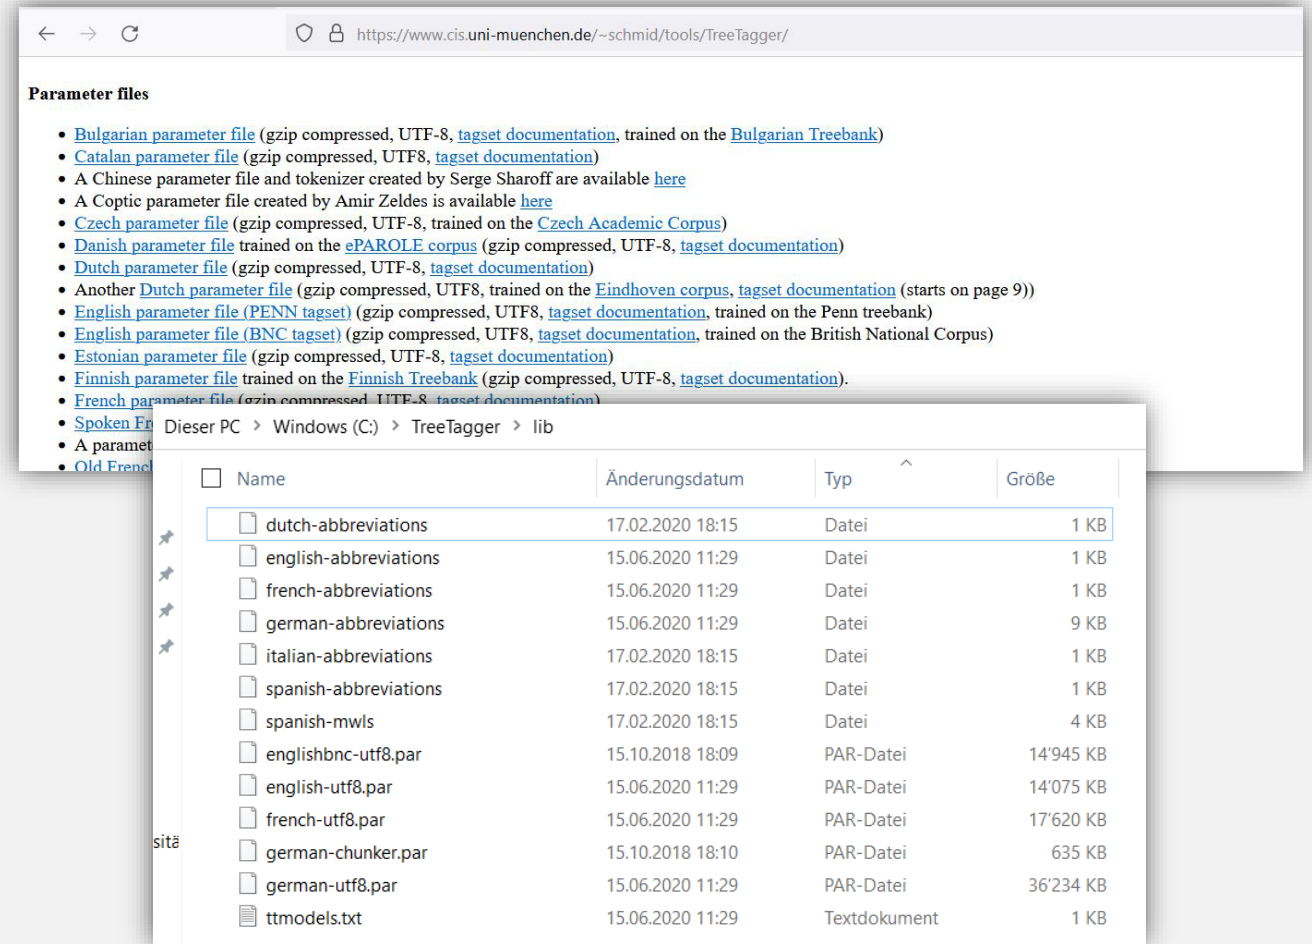 https://www.cis.uni-muenchen.de/~schmid/tools/TreeTagger/
Parameter files
• Bulgarian parameter file (gzip compressed, UTF-8, tagset documentation, trained on the Bulgarian Treebank)
• Catalan parameter file (gzip compressed, UTF8, tagset documentation)
• A Chinese parameter file and tokenizer created by Serge Sharoff are available here
• A Coptic parameter file created by Amir Zeldes is available here
• Czech parameter file (gzip compressed, UTF-8, trained on the Czech Academic Corpus)
• Danish parameter file trained on the ePAROLE corpus (gzip compressed, UTF-8, tagset documentation)
• Dutch parameter file (gzip compressed, UTF-8, tagset documentation)
• Another Dutch parameter file (gzip compressed, UTF8, trained on the Eindhoven corpus, tagset documentation (starts on page 9))
• English parameter file (PENN tagset) (gzip compressed, UTF8, tagset documentation, trained on the Penn treebank)
• English parameter file (BNC tagset) (gzip compressed, UTF8, tagset documentation, trained on the British National Corpus)
• Estonian parameter file (gzip compressed, UTF-8, tagset documentation)
• Finnish parameter file trained on the Finnish Treebank (gzip compressed, UTF-8, tagset documentation).
• French parameter file (gzip compressed, UTF-8, tagset documentation)
• Spoken Fr
• A paramet
• Old French
Dieser PC > Windows (C:) > TreeTagger > lib
Name Änderungsdatum Typ Größe
dutch-abbreviations 17.02.2020 18:15 Datei 1 KB
english-abbreviations 15.06.2020 11:29 Datei 1 KB
french-abbreviations 15.06.2020 11:29 Datei 1 KB
german-abbreviations 15.06.2020 11:29 Datei 9 KB
italian-abbreviations 17.02.2020 18:15 Datei 1 KB
spanish-abbreviations 17.02.2020 18:15 Datei 1 KB
spanish-mwls 17.02.2020 18:15 Datei 4 KB
englishbnc-utf8.par 15.10.2018 18:09 PAR-Datei 14'945 KB
english-utf8.par 15.06.2020 11:29 PAR-Datei 14'075 KB
french-utf8.par 15.06.2020 11:29 PAR-Datei 17'620 KB
sitä
german-chunker.par 15.10.2018 18:10 PAR-Datei 635 KB
german-utf8.par 15.06.2020 11:29 PAR-Datei 36'234 KB
ttmodels.txt 15.06.2020 11:29 Textdokument 1 KB